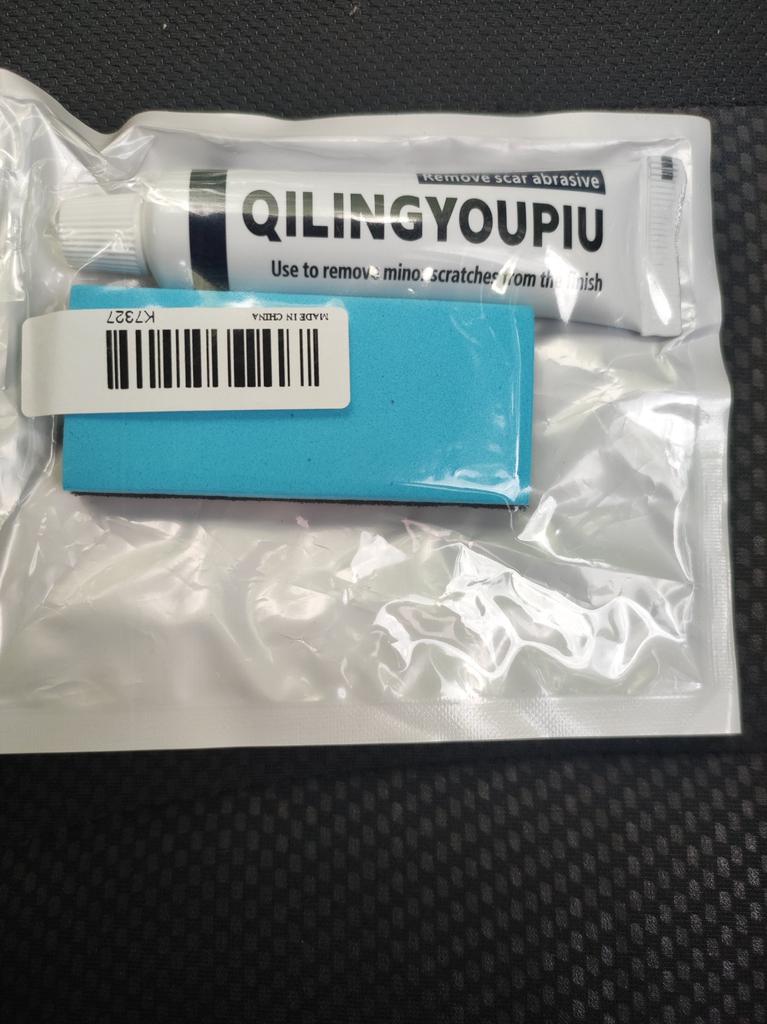 Remove scar abrasive
QILINGYOUPIU
Use to remove minor scratches from the finish
MADE IN CHINA
K7327